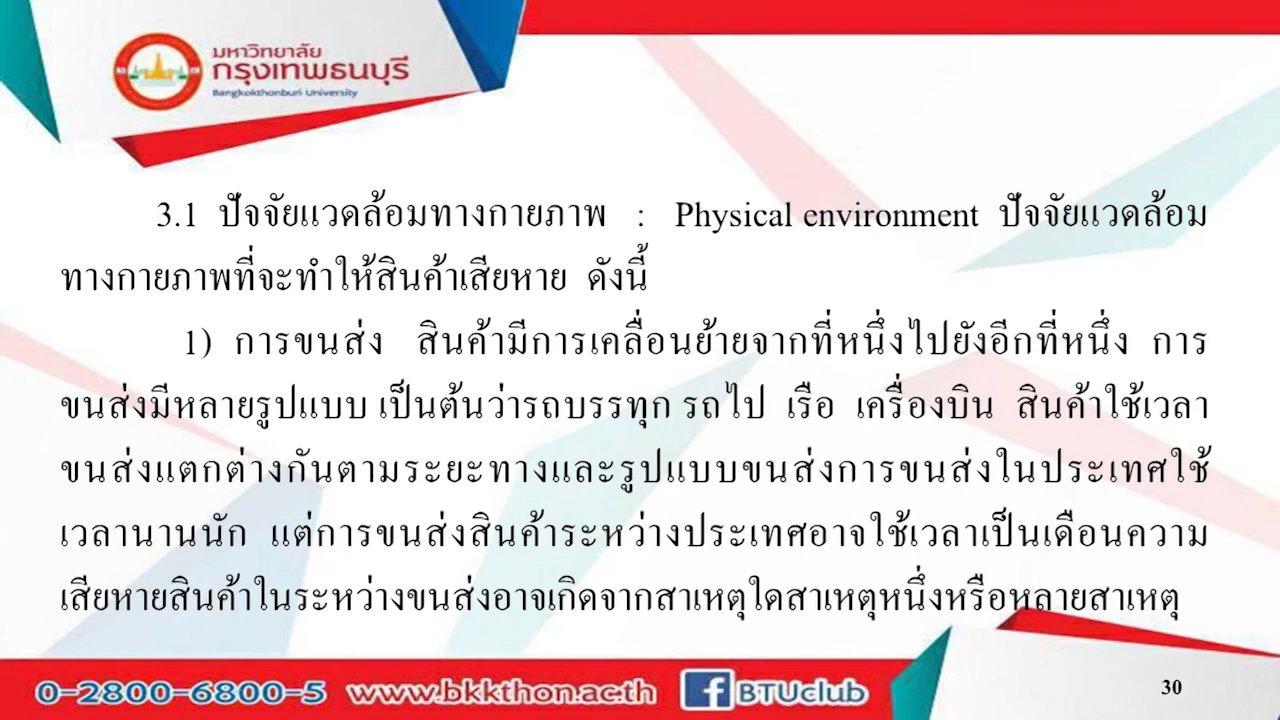 มหาวิทยาลัย
กรุงเทพธนบุรี
Bangkokthonburi University
3.1 ปัจจัยแวดล้อมทางกายภาพ : Physical environment ปัจจัยแวดล้อม
ทางกายภาพที่จะทำให้สินค้าเสียหาย ดังนี้
1) การขนส่ง สินค้ามีการเคลื่อนย้ายจากที่หนึ่งไปยังอีกที่หนึ่ง การ
ขนส่งมีหลายรูปแบบ เป็นต้นว่ารถบรรทุก รถไป เรือ เครื่องบิน สินค้าใช้เวลา
ขนส่งแตกต่างกันตามระยะทางและรูปแบบขนส่งการขนส่งในประเทศใช้
เวลานานนัก แต่การขนส่งสินค้าระหว่างประเทศอาจใช้เวลาเป็นเดือนความ
เสียหายสินค้าในระหว่างขนส่งอาจเกิดจากสาเหตุใดสาเหตุหนึ่งหรือหลายสาเหตุ
0-2800-6800-5 www.bkkthon.ac.th f BTUclub
30